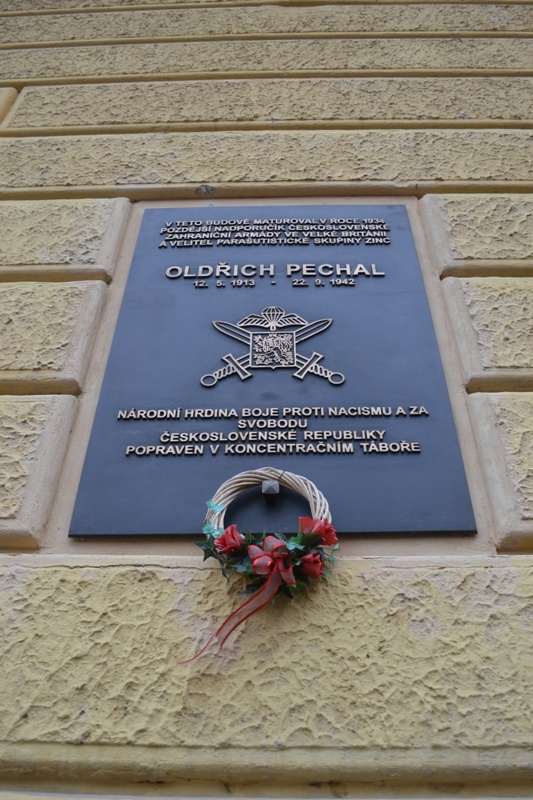 V TETO BUDOVĚ MATUROVAL V ROCE 1934
POZDĚJŠÍ NADPORUČÍK ČESKOSLOVENSKÉ
ZAHRANIČNÍ ARMÁDY VE VELKÉ BRITÁNII
A VELITEL PARAŠUTISTICKÉ SKUPINY ZINC
OLDŘICH PECHAL
12. 5. 1913 - 22. 9. 1942
NÁRODNÍ HRDINA BOJE PROTI NACISMU A ZA
SVOBODU
ČESKOSLOVENSKÉ REPUBLIKY
POPRAVEN V KONCENTRAČNÍM TÁBOŘE